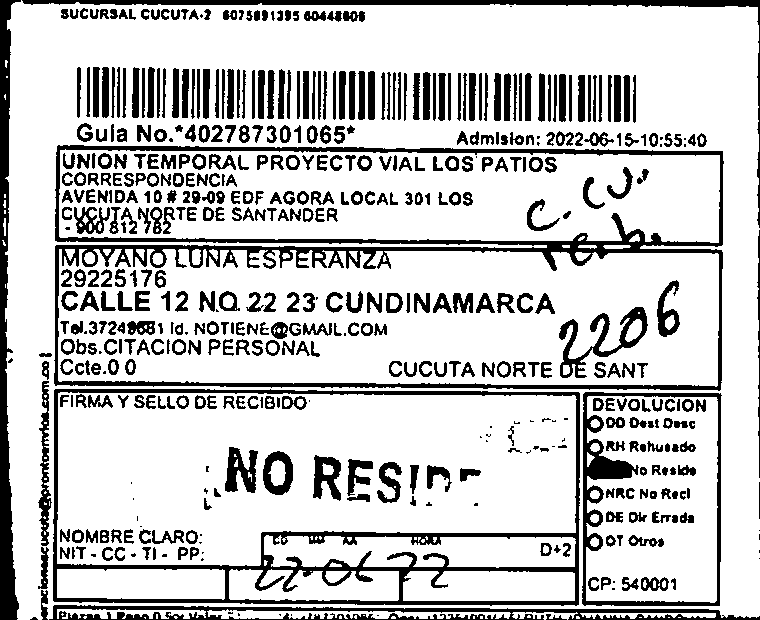 SUCURSAL CUCUTA-2 6075891395 60448606
Guia No.*402787301065*
Admision: 2022-06-15-10:55:40
UNION TEMPORAL PROYECTO VIAL LOS PATIOS
CORRESPONDENCIA
AVENIDA 10 # 29-09 EDF AGORA LOCAL 301 LOS
CUCUTA NORTE DE SANTANDER
- 900 812 782
MOYANO LUNA ESPERANZA
29225176
CALLE 12 NO. 22 23 CUNDINAMARCA
Id. NOTIENE@GMAIL.COM
2206
Obs.CITACION PERSONAL
Ccte.0 0
CUCUTA NORTE DE SANT
FIRMA Y SELLO DE RECIBIDO
NO RESIDE
DEVOLUCION
DD Dest Desc
RH Rehusado
No Reside
NRC No Recl
DE Dir Errada
OT Otros
CP: 540001
NOMBRE CLARO:
NIT - CC - TI - PP:
AA HORA
D+2
22-06 22